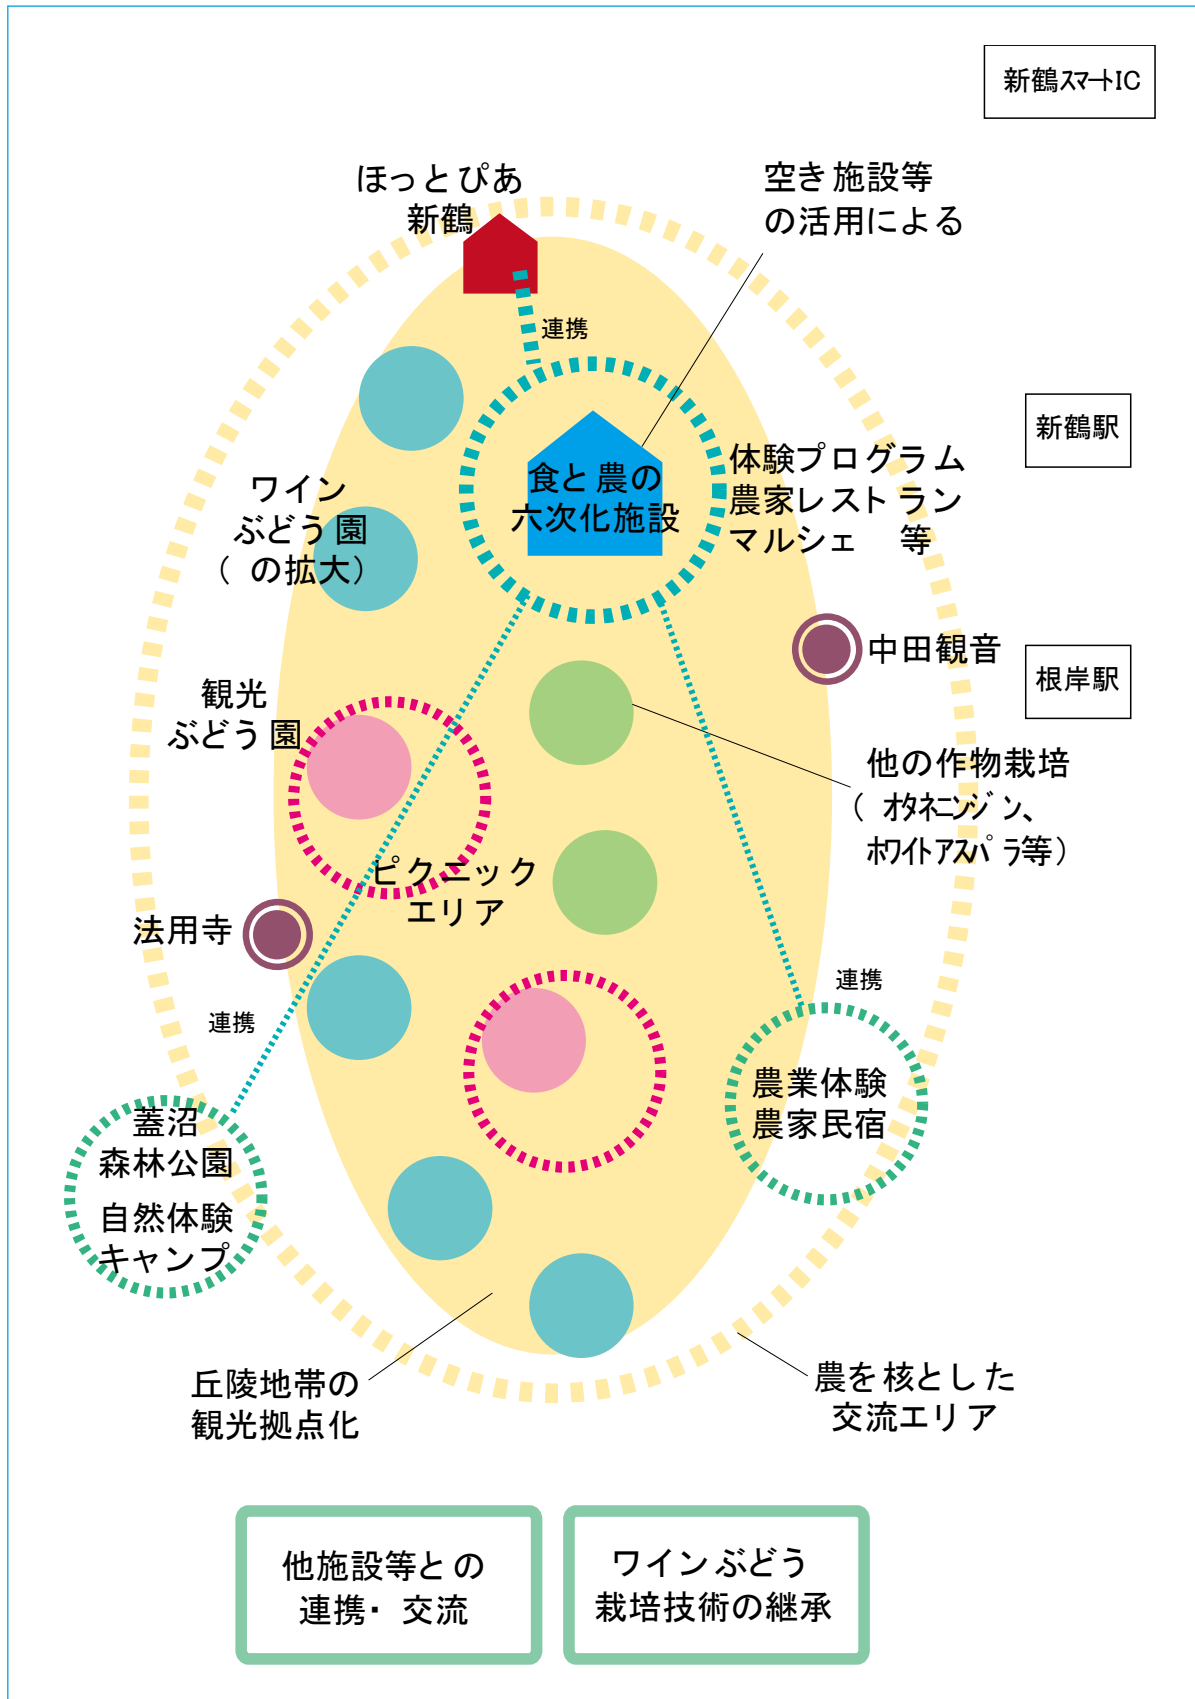 新鶴スマートIC
ほっとぴあ
新鶴
空き施設等
の活用による
連携
新鶴駅
食と農の
六次化施設
体験プログラム
農家レストラン
マルシェ 等
ワイン
ぶどう園
(の拡大)
中田観音
根岸駅
観光
ぶどう園
他の作物栽培
(オタネニンジン、
ホワイトアスパラ等)
ピクニック
エリア
法用寺
連携
連携
農業体験
農家民宿
蓋沼
森林公園
自然体験
キャンプ
丘陵地帯の
観光拠点化
農を核とした
交流エリア
他施設等との
連携・交流
ワインぶどう
栽培技術の継承